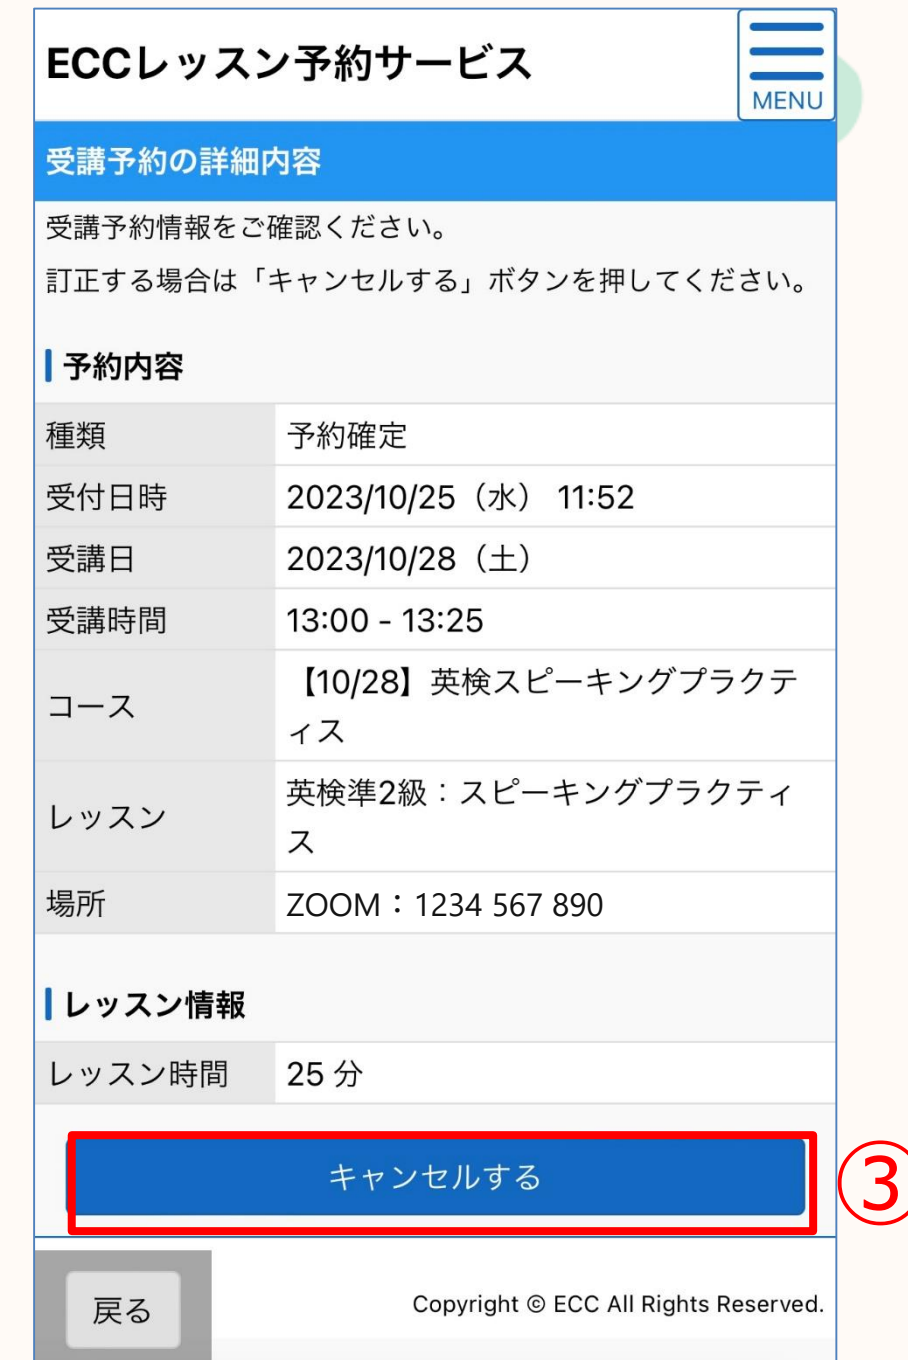 ECCレッスン予約サービス
MENU
受講予約の詳細内容
受講予約情報をご確認ください。
訂正する場合は「キャンセルする」ボタンを押してください。
予約内容
種類 予約確定
受付日時 2023/10/25（水） 11:52
受講日 2023/10/28（土）
受講時間 13:00 - 13:25
コース 【10/28】英検スピーキングプラクテ
ィス
レッスン 英検準2級：スピーキングプラクティ
ス
場所 ZOOM：1234 567 890
レッスン情報
レッスン時間 25 分
キャンセルする
③
戻る
Copyright © ECC All Rights Reserved.